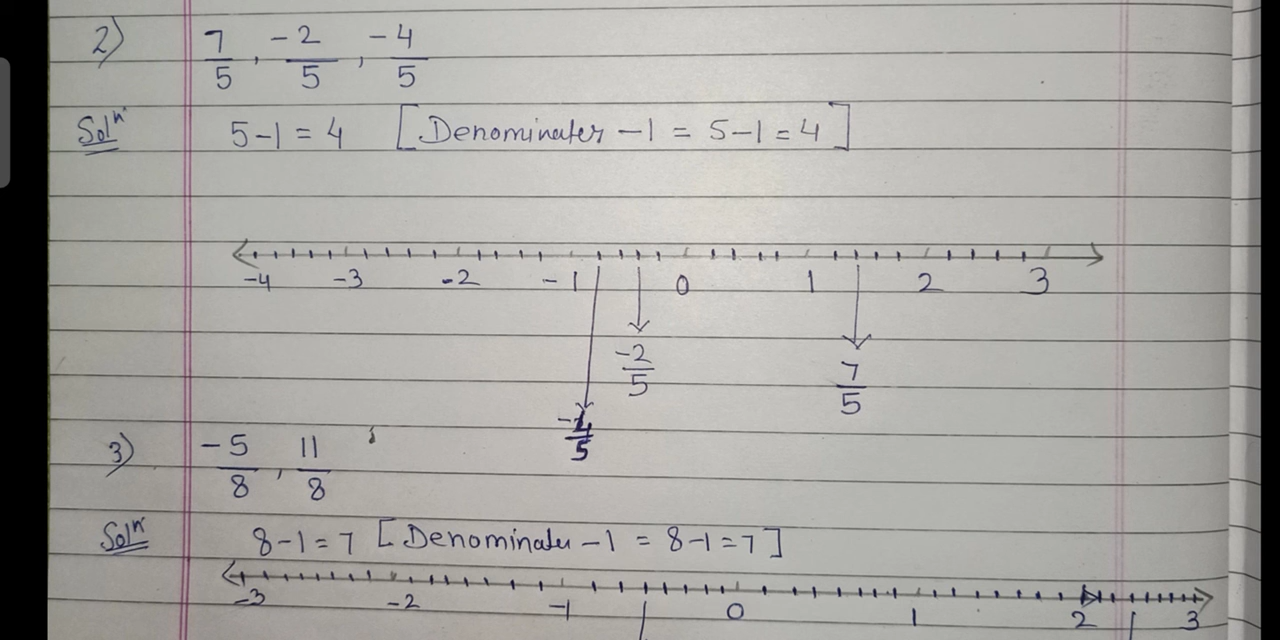 2) 7/5, -2/5, -4/5
Solⁿ 5-1=4 [Denominater -1 = 5-1=4]
-4 -3 -2 -1 0 1 2 3
-2/5 7/5
-4/5
3) -5/8, 11/8
Solⁿ 8-1=7 [Denominater -1 = 8-1=7]
-3 -2 -1 0 1 2 3